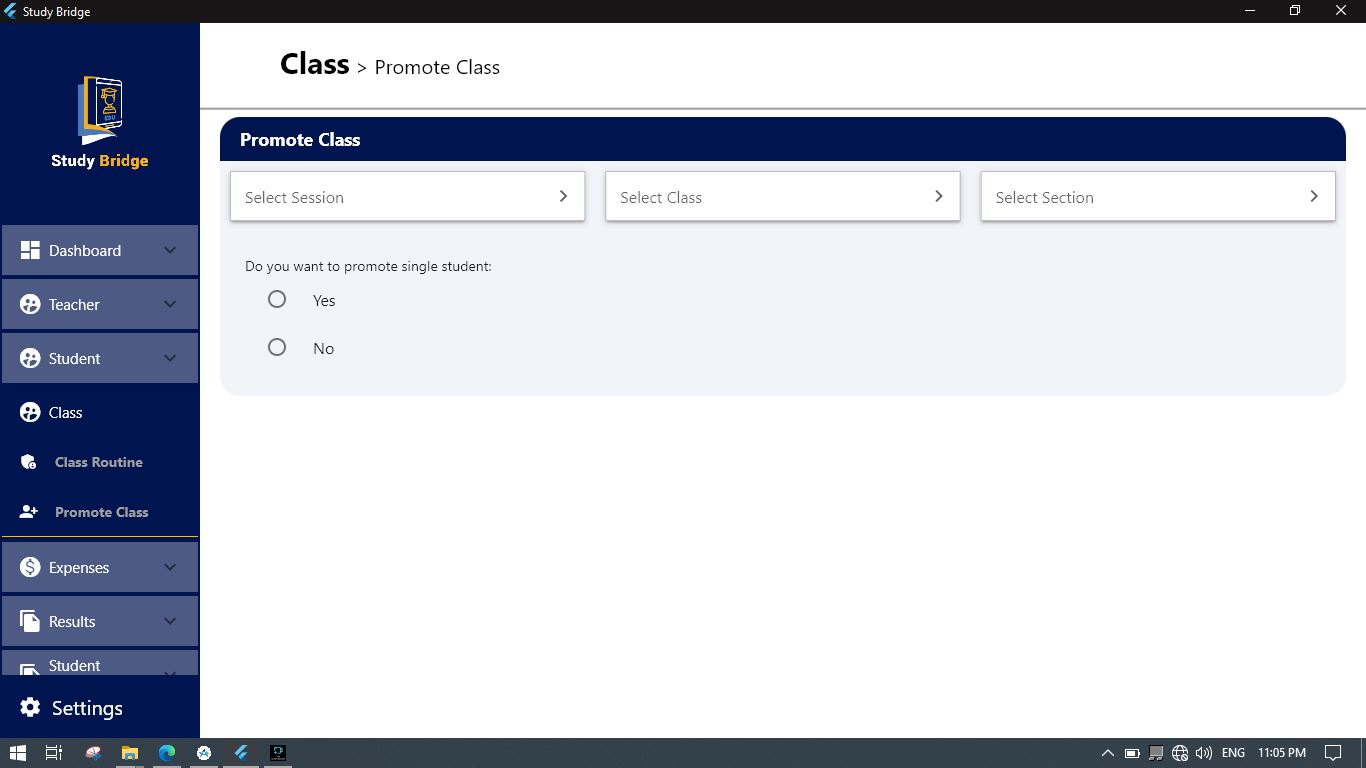 Study Bridge
EDU
Study Bridge
Dashboard
Teacher
Student
Class
Class Routine
Promote Class
Expenses
Results
Student
Settings
Class > Promote Class
Promote Class
Select Session
Select Class
Select Section
Do you want to promote single student:
Yes
No
ENG
11:05 PM